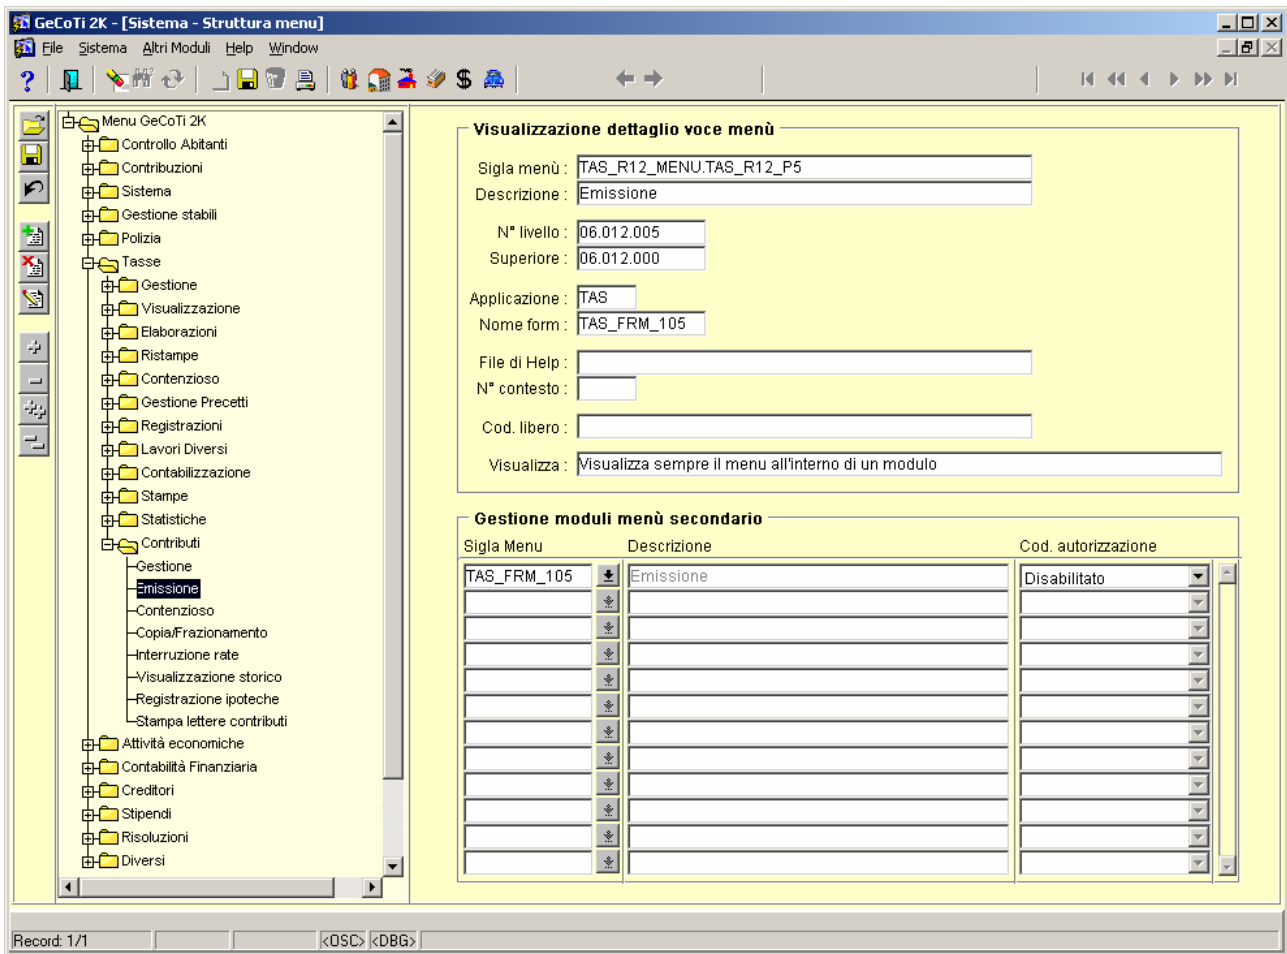 GeCoTi 2K - [Sistema - Struttura menu]
File Sistema Altri Moduli Help Window
Menu GeCoTi 2K
Controllo Abitanti
Contribuzioni
Sistema
Gestione stabili
Polizia
Tasse
Gestione
Visualizzazione
Elaborazioni
Ristampe
Contenzioso
Gestione Precetti
Registrazioni
Lavori Diversi
Contabilizzazione
Stampe
Statistiche
Contributi
Gestione
Emissione
Contenzioso
Copia/Frazionamento
Interruzione rate
Visualizzazione storico
Registrazione ipoteche
Stampa lettere contributi
Attività economiche
Contabilità Finanziaria
Creditori
Stipendi
Risoluzioni
Diversi
Visualizzazione dettaglio voce menù
Sigla menù : TAS_R12_MENU.TAS_R12_P5
Descrizione : Emissione
N° livello : 06.012.005
Superiore : 06.012.000
Applicazione : TAS
Nome form : TAS_FRM_105
File di Help :
N° contesto :
Cod. libero :
Visualizza : Visualizza sempre il menu all'interno di un modulo
Gestione moduli menù secondario
Sigla Menu Descrizione Cod. autorizzazione
TAS_FRM_105 Emissione Disabilitato
Record: 1/1 <OSC> <DBG>